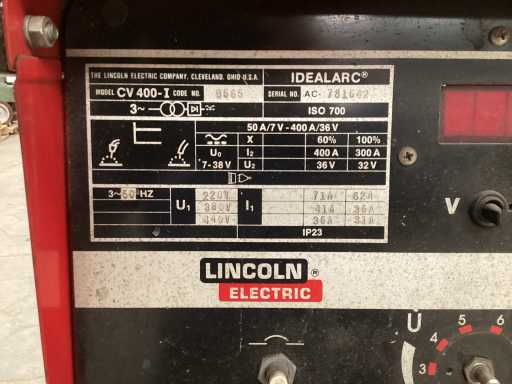 THE LINCOLN ELECTRIC COMPANY, CLEVELAND, OHIO U.S.A. IDEALARC®
MODEL CV 400-I CODE NO. SERIAL NO. AC-
3~ ISO 700
50 A/7 V - 400 A/36 V
X 60% 100%
U₀ I₂ 400 A 300 A
7-38 V U₂ 36 V 32 V
3~50 HZ U₁ 220V I₁ 71A 62A
380V 41A 36A
440V 36A 31A
IP23
LINCOLN®
ELECTRIC
V
U
3 4 5 6